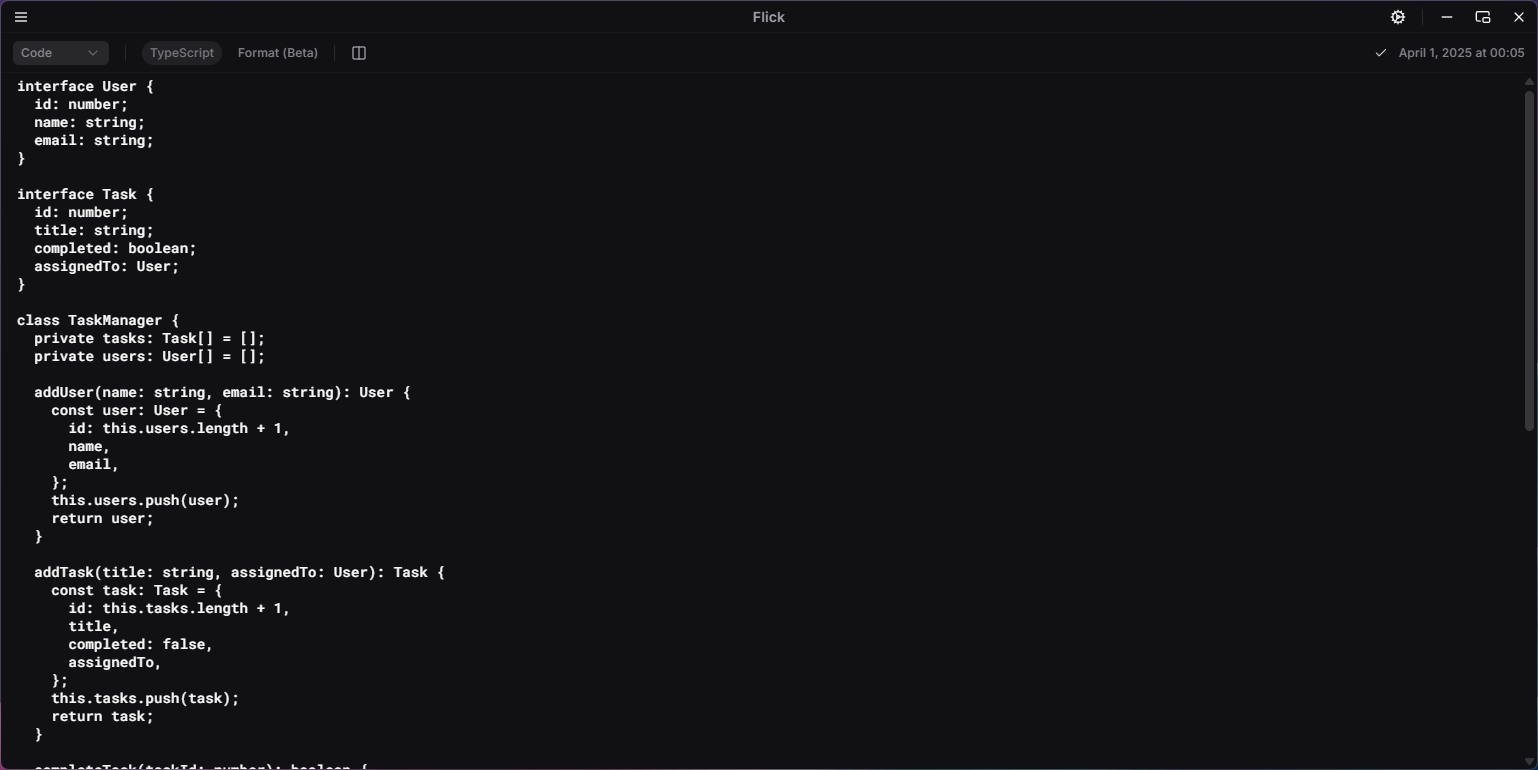 Flick
Code
TypeScript
Format (Beta)
April 1, 2025 at 00:05
interface User {
  id: number;
  name: string;
  email: string;
}

interface Task {
  id: number;
  title: string;
  completed: boolean;
  assignedTo: User;
}

class TaskManager {
  private tasks: Task[] = [];
  private users: User[] = [];

  addUser(name: string, email: string): User {
    const user: User = {
      id: this.users.length + 1,
      name,
      email,
    };
    this.users.push(user);
    return user;
  }

  addTask(title: string, assignedTo: User): Task {
    const task: Task = {
      id: this.tasks.length + 1,
      title,
      completed: false,
      assignedTo,
    };
    this.tasks.push(task);
    return task;
  }

  completeTask(taskId: number): boolean {